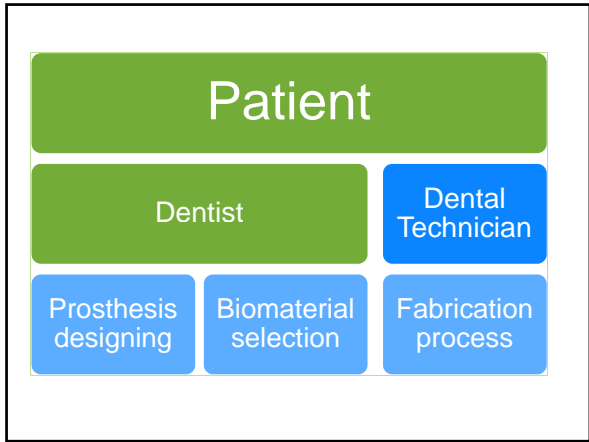 Patient
Dentist
Dental
Technician
Prosthesis
designing
Biomaterial
selection
Fabrication
process